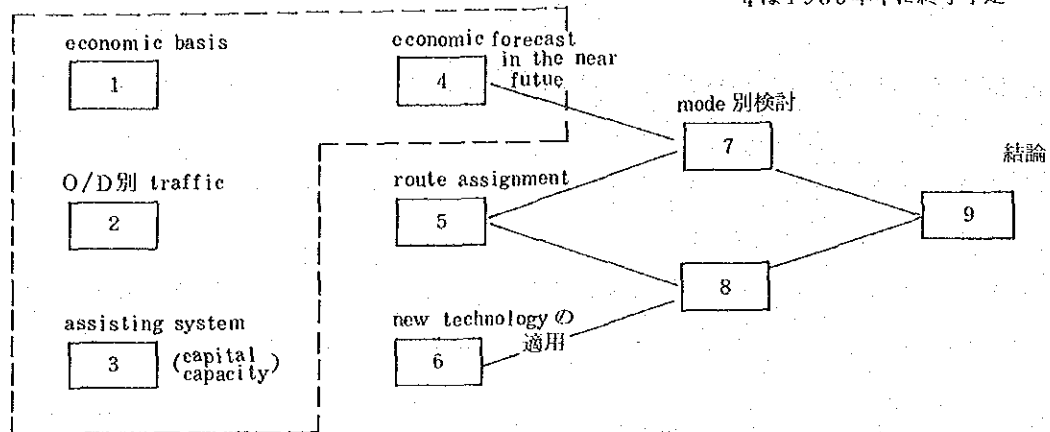 economic basis
1
economic forecast
in the near
futue
4
mode 別検討
7
結論
O/D別 traffic
2
route assignment
5
9
8
assisting system
3
(capital
capacity)
new technology の
適用
6